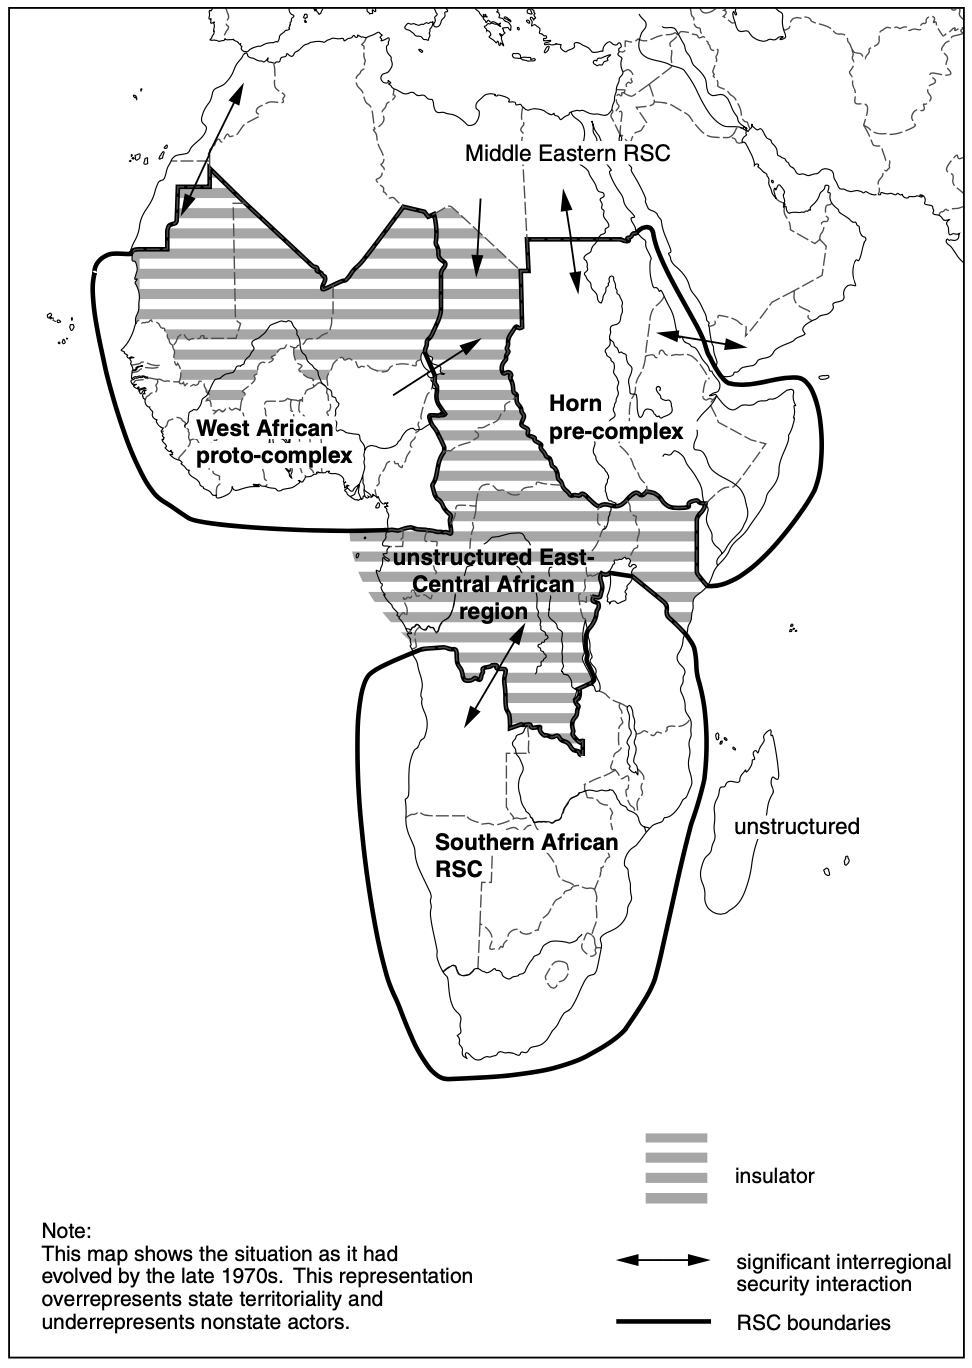 Middle Eastern RSC
Horn
pre-complex
West African
proto-complex
unstructured East-
Central African
region
unstructured
Southern African
RSC
insulator
Note:
This map shows the situation as it had
evolved by the late 1970s. This representation
overrepresents state territoriality and
underrepresents nonstate actors.
significant interregional
security interaction
RSC boundaries